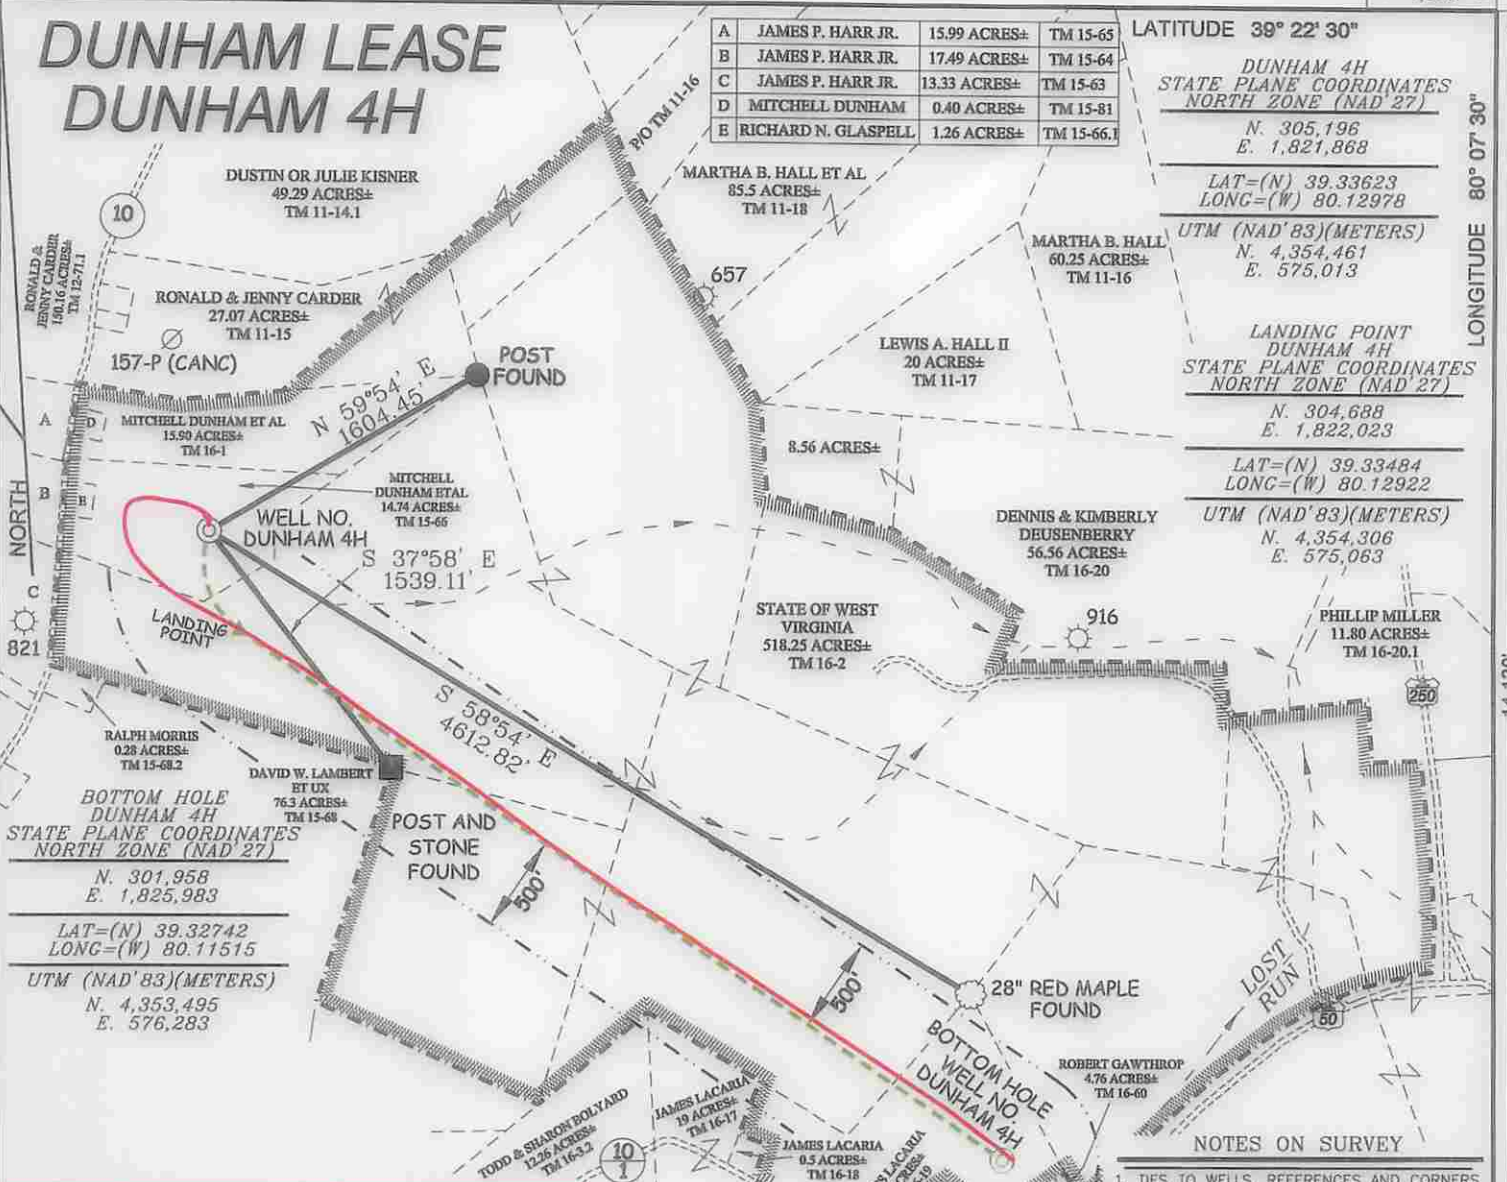 DUNHAM LEASE
DUNHAM 4H
A JAMES P. HARR JR. 15.99 ACRES± TM 15-65
B JAMES P. HARR JR. 17.49 ACRES± TM 15-64
C JAMES P. HARR JR. 13.33 ACRES± TM 15-63
D MITCHELL DUNHAM 0.40 ACRES± TM 15-81
E RICHARD N. GLASPELL 1.26 ACRES± TM 15-66.1
LATITUDE 39° 22' 30"
LONGITUDE 80° 07' 30"
DUNHAM 4H
STATE PLANE COORDINATES
NORTH ZONE (NAD'27)
N. 305,196
E. 1,821,868
LAT=(N) 39.33623
LONG=(W) 80.12978
UTM (NAD'83)(METERS)
N. 4,354,461
E. 575,013
LANDING POINT
DUNHAM 4H
STATE PLANE COORDINATES
NORTH ZONE (NAD'27)
N. 304,688
E. 1,822,023
LAT=(N) 39.33484
LONG=(W) 80.12922
UTM (NAD'83)(METERS)
N. 4,354,306
E. 575,063
P/O TM 11-16
DUSTIN OR JULIE KISNER
49.29 ACRES±
TM 11-14.1
MARTHA B. HALL ET AL
85.5 ACRES±
TM 11-18
10
RONALD &
JENNY CARDER
150.16 ACRES±
TM 12-71.1
MARTHA B. HALL
60.25 ACRES±
TM 11-16
657
RONALD & JENNY CARDER
27.07 ACRES±
TM 11-15
157-P (CANC)
POST
FOUND
LEWIS A. HALL II
20 ACRES±
TM 11-17
N 59°54' E
1604.45'
A
D
MITCHELL DUNHAM ET AL
15.90 ACRES±
TM 16-1
8.56 ACRES±
B
E
MITCHELL
DUNHAM ETAL
14.74 ACRES±
TM 15-66
NORTH
WELL NO.
DUNHAM 4H
S 37°58' E
1539.11'
DENNIS & KIMBERLY
DEUSENBERRY
56.56 ACRES±
TM 16-20
C
821
LANDING
POINT
STATE OF WEST
VIRGINIA
518.25 ACRES±
TM 16-2
916
PHILLIP MILLER
11.80 ACRES±
TM 16-20.1
250
S 58°54' E
4612.82'
RALPH MORRIS
0.28 ACRES±
TM 15-68.2
DAVID W. LAMBERT
ET UX
76.3 ACRES±
TM 15-68
BOTTOM HOLE
DUNHAM 4H
STATE PLANE COORDINATES
NORTH ZONE (NAD'27)
N. 301,958
E. 1,825,983
LAT=(N) 39.32742
LONG=(W) 80.11515
UTM (NAD'83)(METERS)
N. 4,353,495
E. 576,283
POST AND
STONE
FOUND
500'
500'
28" RED MAPLE
FOUND
LOST
RUN
50
BOTTOM HOLE
WELL NO.
DUNHAM 4H
ROBERT GAWTHROP
4.76 ACRES±
TM 16-60
TODD & SHARON BOLYARD
12.26 ACRES±
TM 16-3.2
JAMES LACARIA
19 ACRES±
TM 16-17
10
1
JAMES LACARIA
0.5 ACRES±
TM 16-18
NOTES ON SURVEY
1. TIES TO WELLS, REFERENCES AND CORNERS